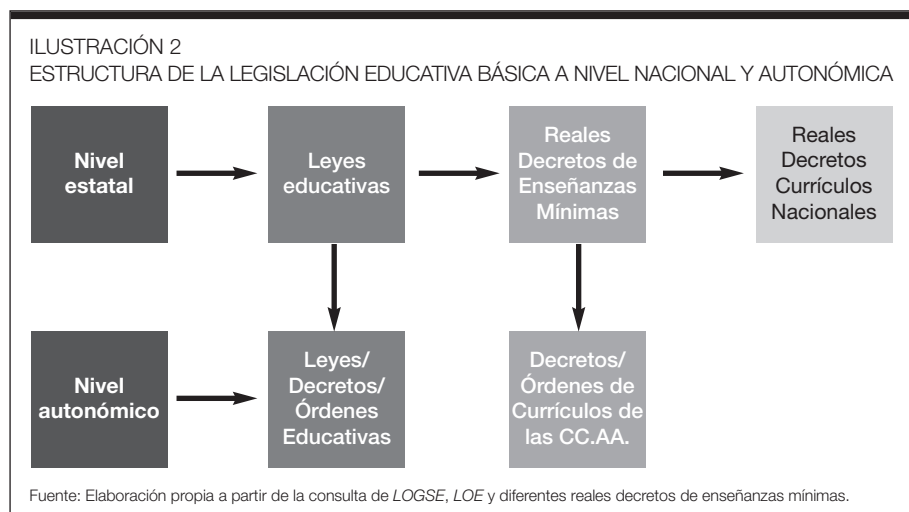 ILUSTRACIÓN 2
ESTRUCTURA DE LA LEGISLACIÓN EDUCATIVA BÁSICA A NIVEL NACIONAL Y AUTONÓMICA
Nivel
estatal
Leyes
educativas
Reales
Decretos de
Enseñanzas
Mínimas
Reales
Decretos
Currículos
Nacionales
Nivel
autonómico
Leyes/
Decretos/
Órdenes
Educativas
Decretos/
Órdenes de
Currículos de
las CC.AA.
Fuente: Elaboración propia a partir de la consulta de LOGSE, LOE y diferentes reales decretos de enseñanzas mínimas.